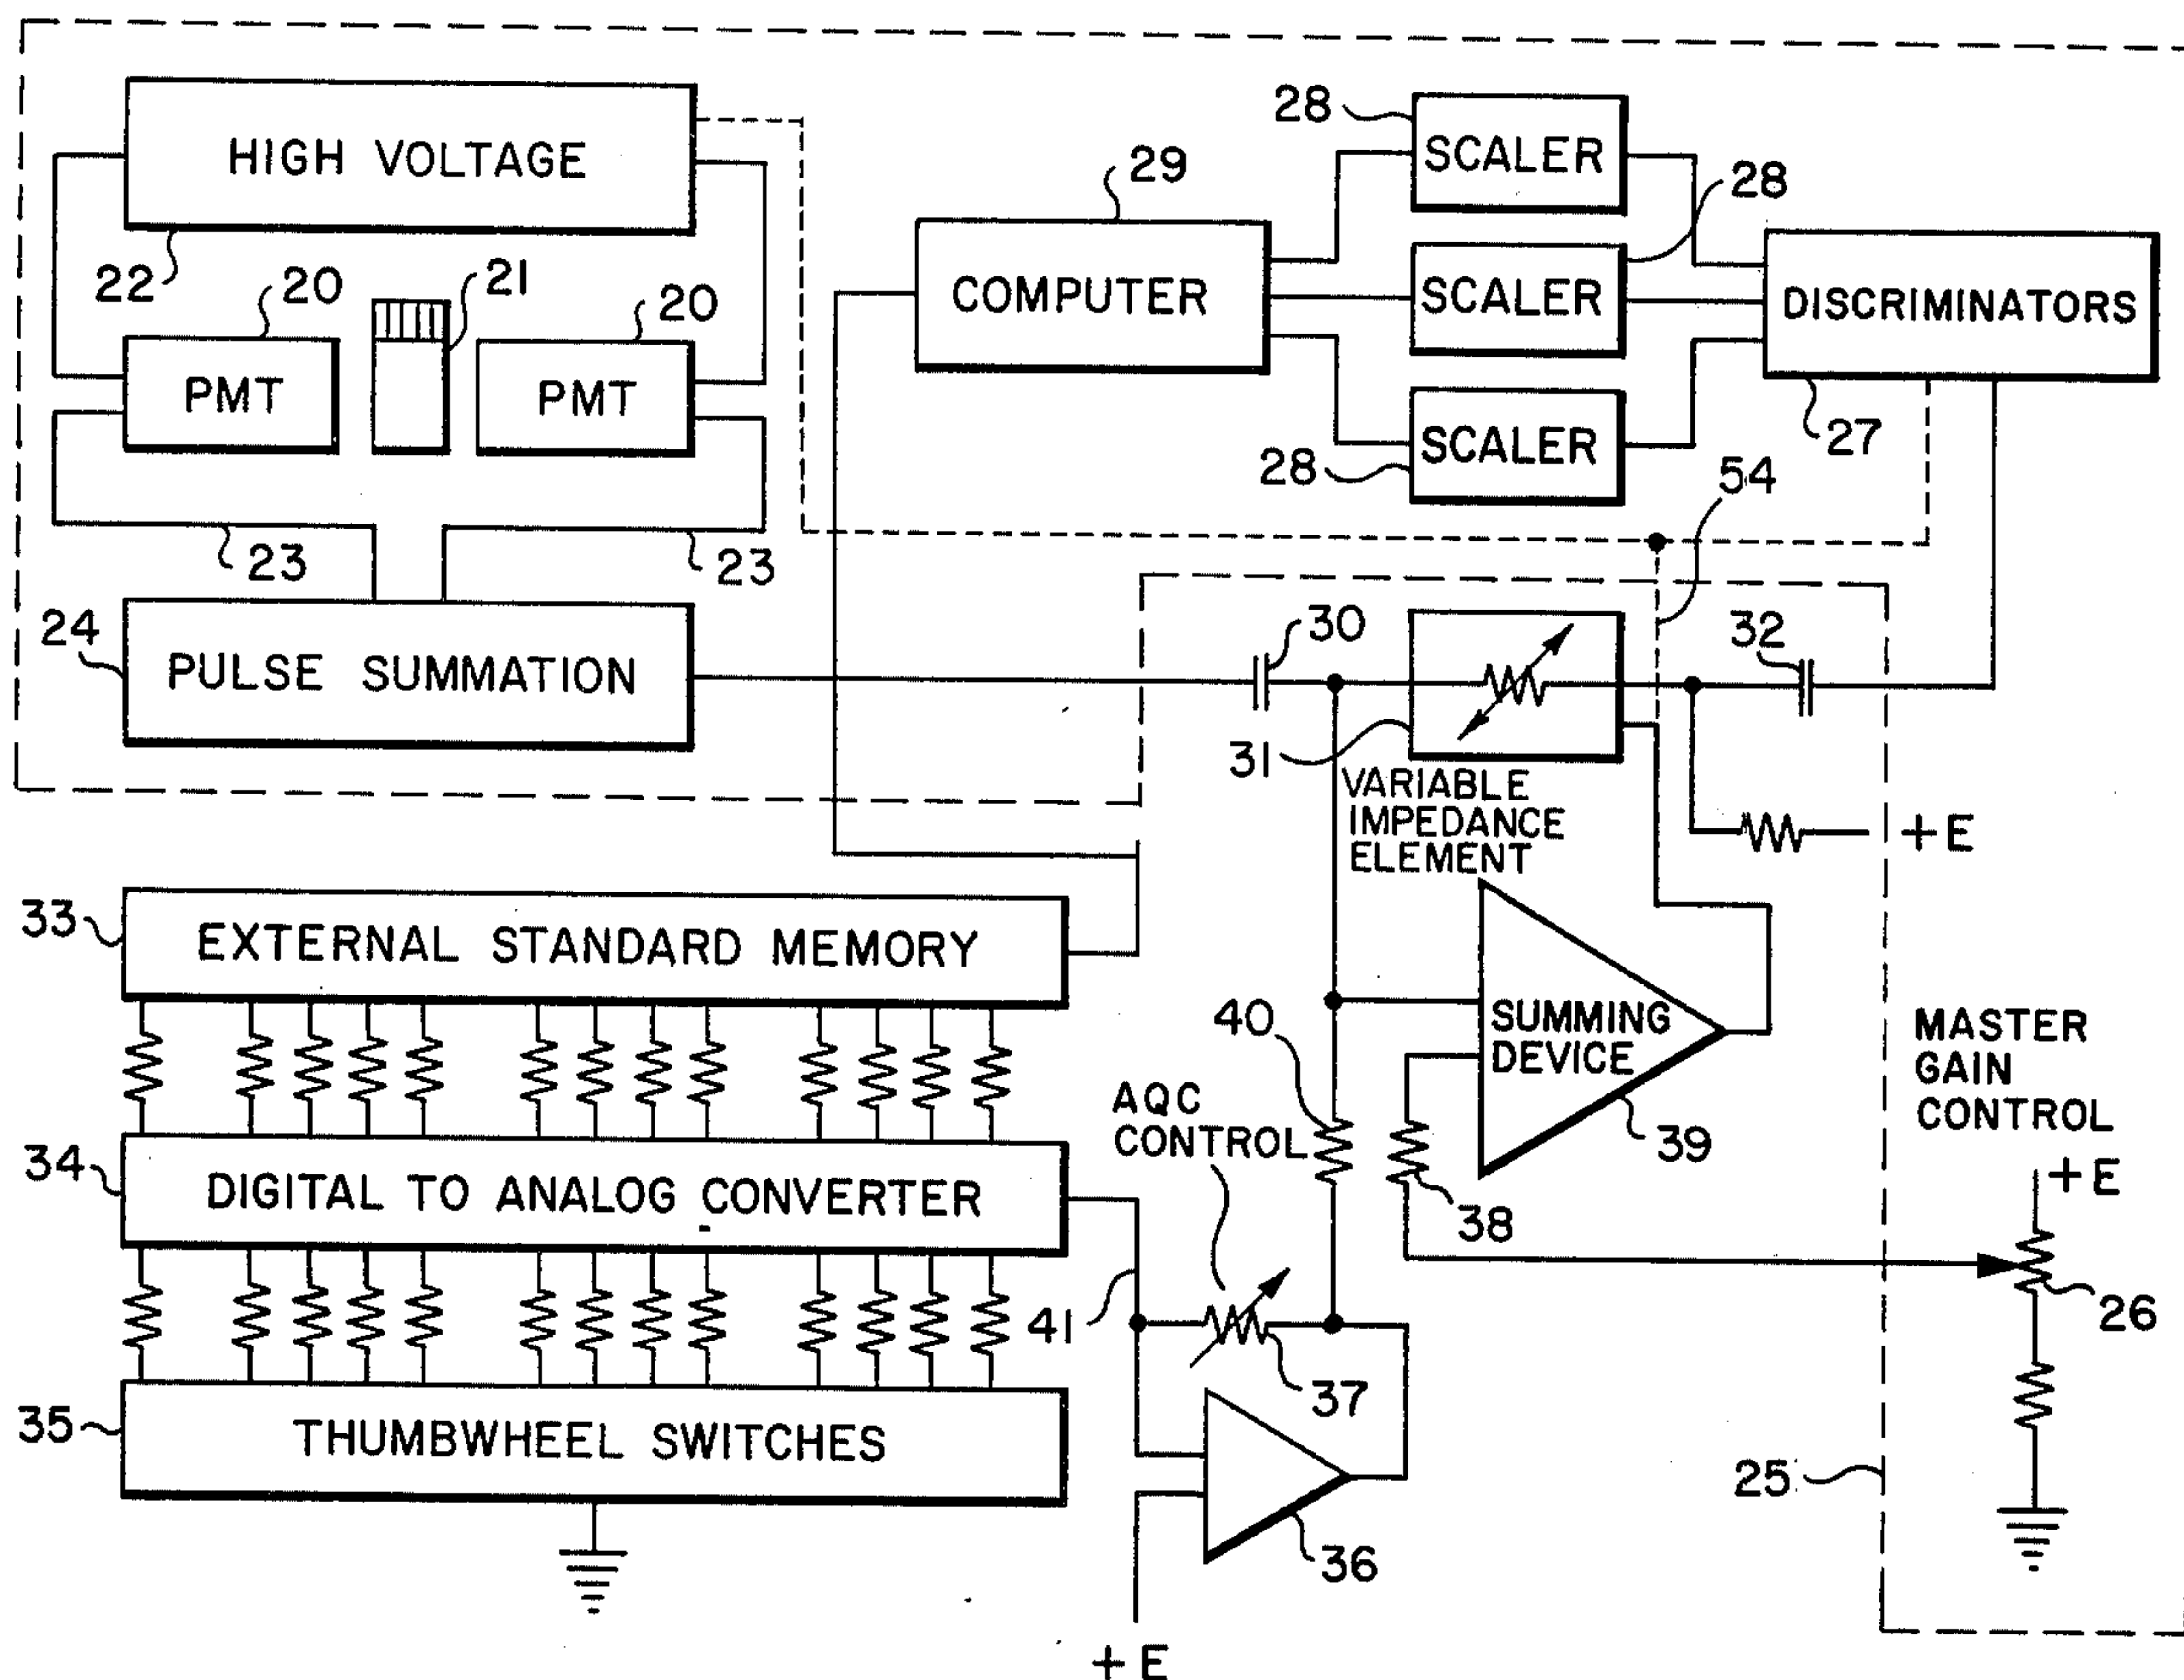 HIGH VOLTAGE
22
20
21
20
PMT
PMT
23
23
24
PULSE SUMMATION
29
COMPUTER
28
SCALER
28
SCALER
28
SCALER
DISCRIMINATORS
27
54
30
32
31
VARIABLE
IMPEDANCE
ELEMENT
+E
33
EXTERNAL STANDARD MEMORY
34
DIGITAL TO ANALOG CONVERTER
35
THUMBWHEEL SWITCHES
41
AQC
CONTROL
40
SUMMING
DEVICE
39
38
37
36
+E
MASTER
GAIN
CONTROL
+E
26
25